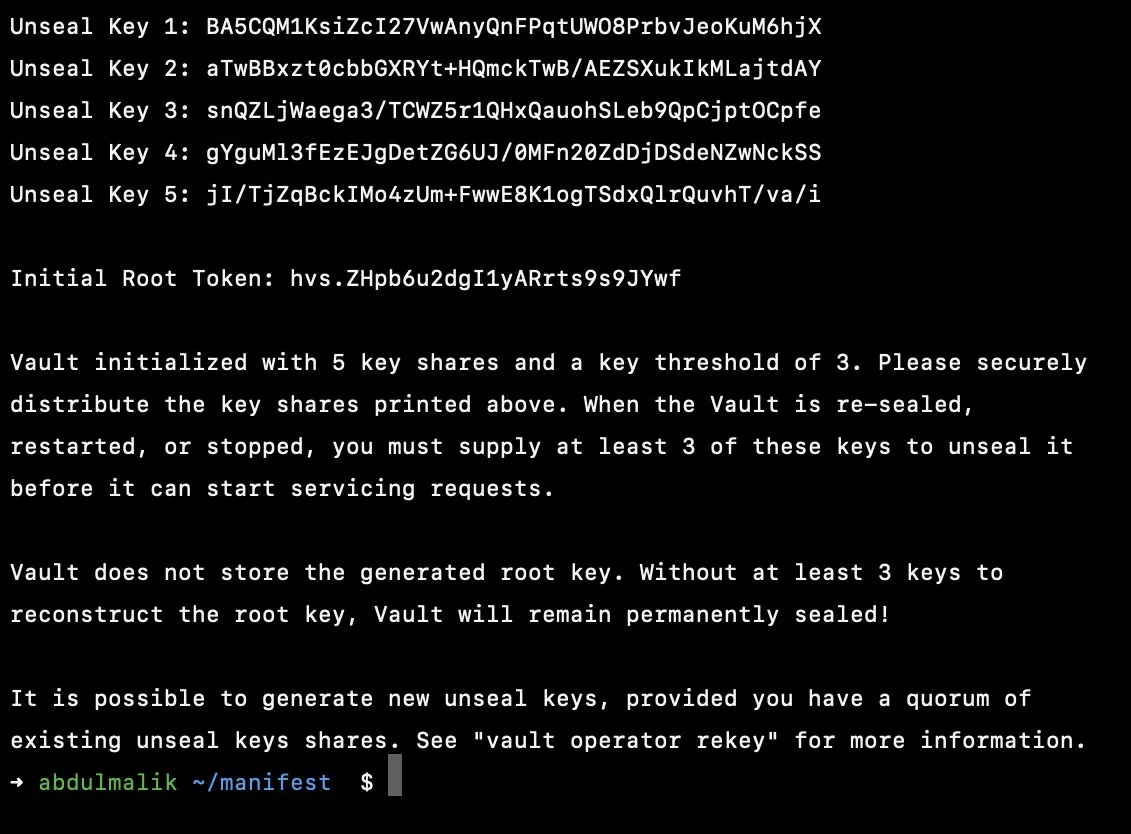 Unseal Key 1: BA5CQM1KsiZcI27VwAnyQnFPqtUWO8PrbvJeoKuM6hjX
Unseal Key 2: aTwBBxzt0cbbGXRYt+HQmckTwB/AEZSXukIkMLajtdAY
Unseal Key 3: snQZLjWaega3/TCWZ5r1QHxQauohSLeb9QpCjptOCpfe
Unseal Key 4: gYguMl3fEzEJgDetZG6UJ/0MFn20ZdDjDSdeNZwNckSS
Unseal Key 5: jI/TjZqBckIMo4zUm+FwwE8K1ogTSdxQlrQuvhT/va/i
Initial Root Token: hvs.ZHpb6u2dgI1yARrts9s9JYwf
Vault initialized with 5 key shares and a key threshold of 3. Please securely
distribute the key shares printed above. When the Vault is re-sealed,
restarted, or stopped, you must supply at least 3 of these keys to unseal it
before it can start servicing requests.
Vault does not store the generated root key. Without at least 3 keys to
reconstruct the root key, Vault will remain permanently sealed!
It is possible to generate new unseal keys, provided you have a quorum of
existing unseal keys shares. See "vault operator rekey" for more information.
➜ abdulmalik ~/manifest $